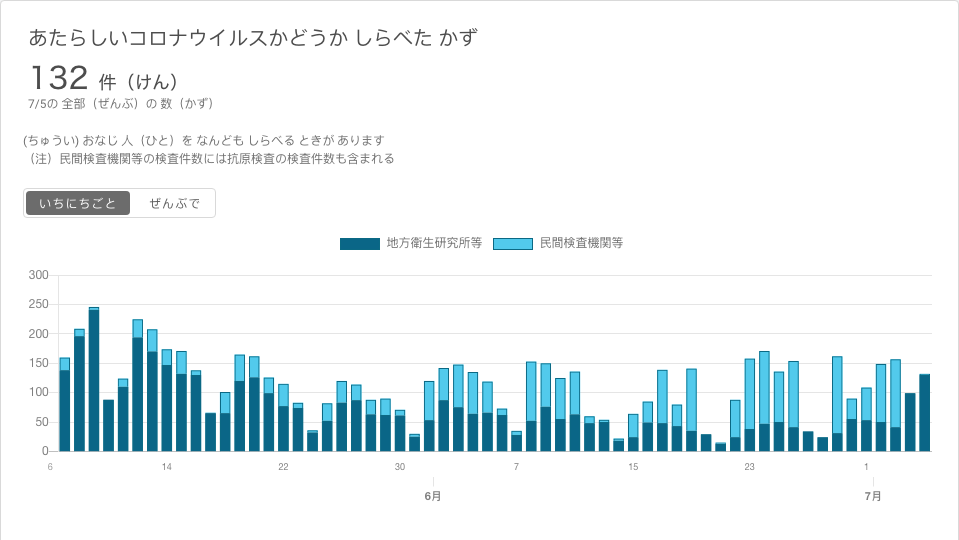 あたらしいコロナウイルスかどうか しらべた かず
132 件（けん）
7/5の 全部（ぜんぶ）の 数（かず）
(ちゅうい) おなじ 人（ひと）を なんども しらべる ときが あります
（注）民間検査機関等の検査件数には抗原検査の検査件数も含まれる
いちにちごと ぜんぶで
地方衛生研究所等 民間検査機関等
300
250
200
150
100
50
0
6 14 22 30 7 15 23 1
6月 7月